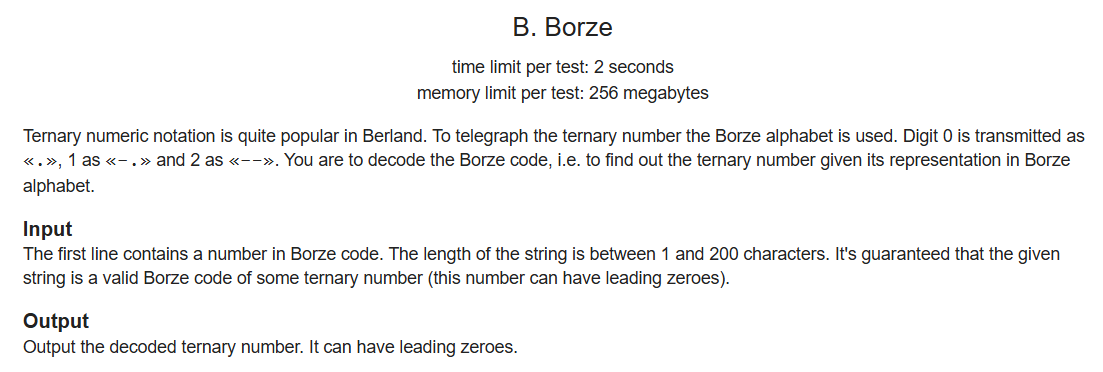 B. Borze
time limit per test: 2 seconds
memory limit per test: 256 megabytes
Ternary numeric notation is quite popular in Berland. To telegraph the ternary number the Borze alphabet is used. Digit 0 is transmitted as
«.», 1 as «-.» and 2 as «--». You are to decode the Borze code, i.e. to find out the ternary number given its representation in Borze
alphabet.
Input
The first line contains a number in Borze code. The length of the string is between 1 and 200 characters. It's guaranteed that the given
string is a valid Borze code of some ternary number (this number can have leading zeroes).
Output
Output the decoded ternary number. It can have leading zeroes.